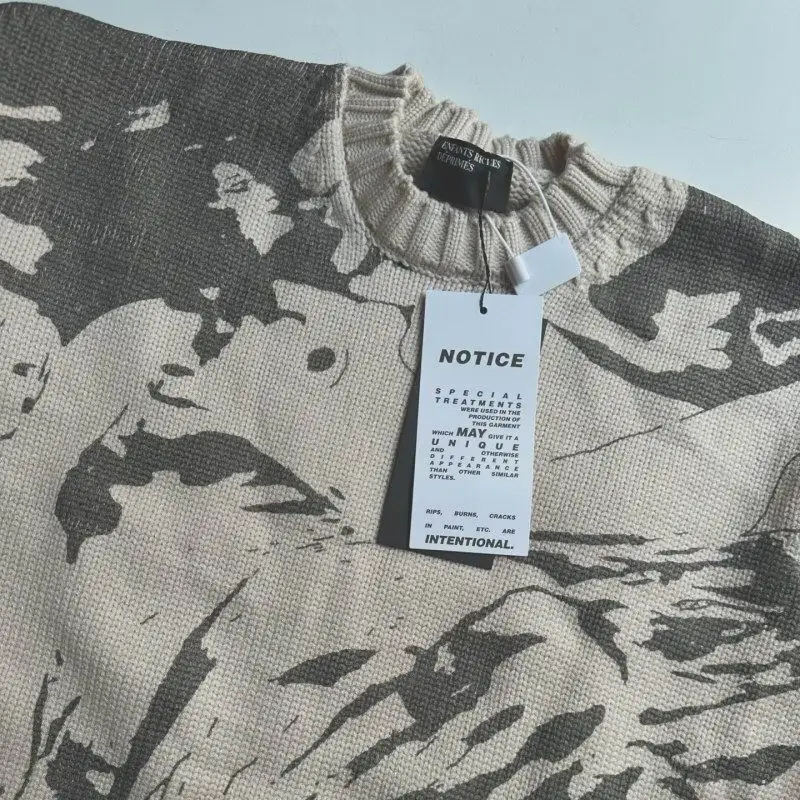 ENFANTS RICHES
DÉPRIMÉS
NOTICE
SPECIAL
TREATMENTS
WERE USED IN THE
PRODUCTION OF
THIS GARMENT
WHICH MAY GIVE IT A
UNIQUE
AND OTHERWISE
DIFFERENT
APPEARANCE
THAN OTHER SIMILAR
STYLES.
RIPS, BURNS, CRACKS
IN PAINT, ETC. ARE
INTENTIONAL.